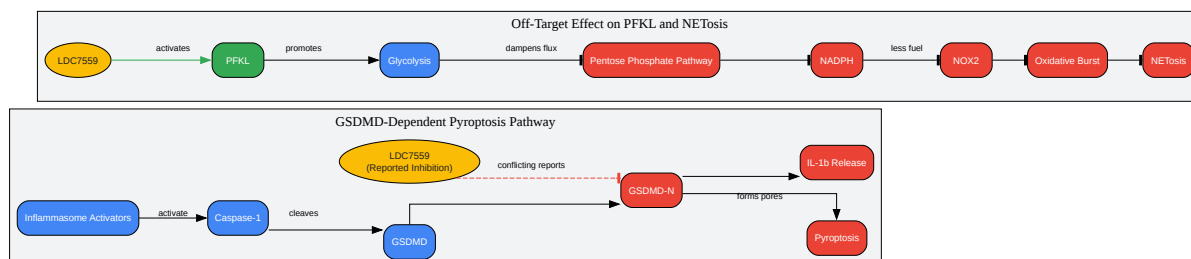 Off-Target Effect on PFKL and NETosis
LDC7559
activates
PFKL
promotes
Glycolysis
dampens flux
Pentose Phosphate Pathway
NADPH
less fuel
NOX2
Oxidative Burst
NETosis
GSDMD-Dependent Pyroptosis Pathway
LDC7559
(Reported Inhibition)
conflicting reports
IL-1b Release
GSDMD-N
forms pores
Inflammasome Activators
activate
Caspase-1
cleaves
GSDMD
Pyroptosis